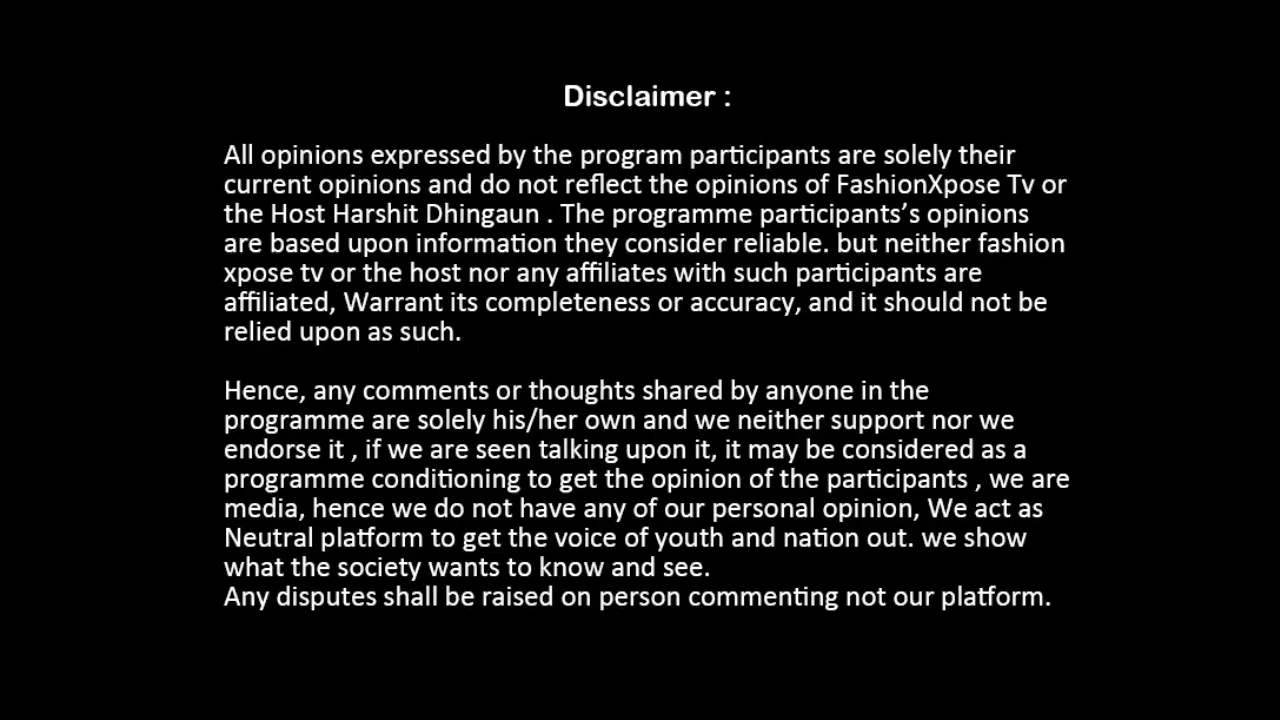 Disclaimer :
All opinions expressed by the program participants are solely their
current opinions and do not reflect the opinions of FashionXpose Tv or
the Host Harshit Dhingaun . The programme participants’s opinions
are based upon information they consider reliable. but neither fashion
xpose tv or the host nor any affiliates with such participants are
affiliated, Warrant its completeness or accuracy, and it should not be
relied upon as such.
Hence, any comments or thoughts shared by anyone in the
programme are solely his/her own and we neither support nor we
endorse it , if we are seen talking upon it, it may be considered as a
programme conditioning to get the opinion of the participants , we are
media, hence we do not have any of our personal opinion, We act as
Neutral platform to get the voice of youth and nation out. we show
what the society wants to know and see.
Any disputes shall be raised on person commenting not our platform.